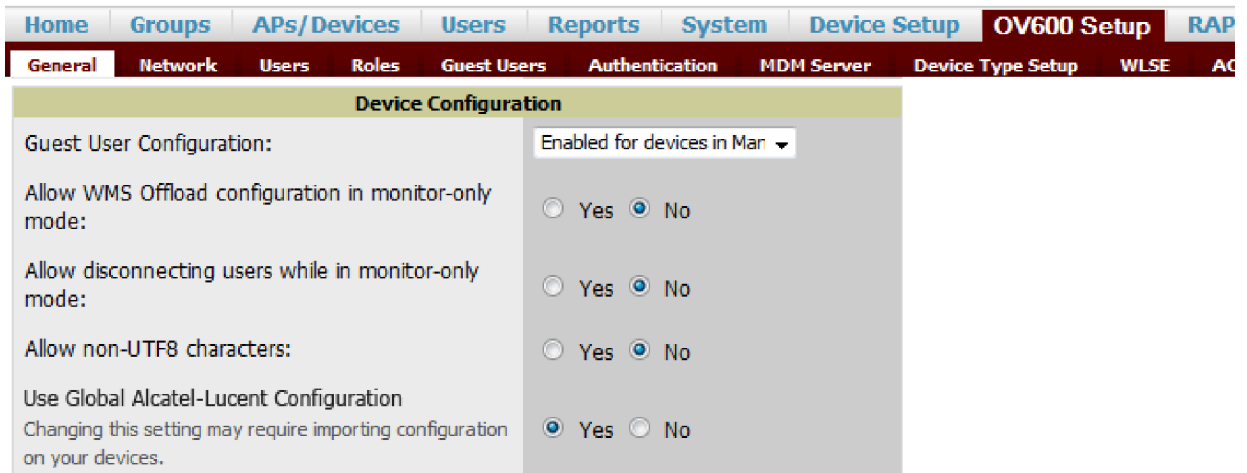 Home Groups APs/Devices Users Reports System Device Setup OV600 Setup RAP
General Network Users Roles Guest Users Authentication MDM Server Device Type Setup WLSE AC
Device Configuration
Guest User Configuration: Enabled for devices in Man
Allow WMS Offload configuration in monitor-only
mode: Yes No
Allow disconnecting users while in monitor-only
mode: Yes No
Allow non-UTF8 characters: Yes No
Use Global Alcatel-Lucent Configuration
Changing this setting may require importing configuration Yes No
on your devices.